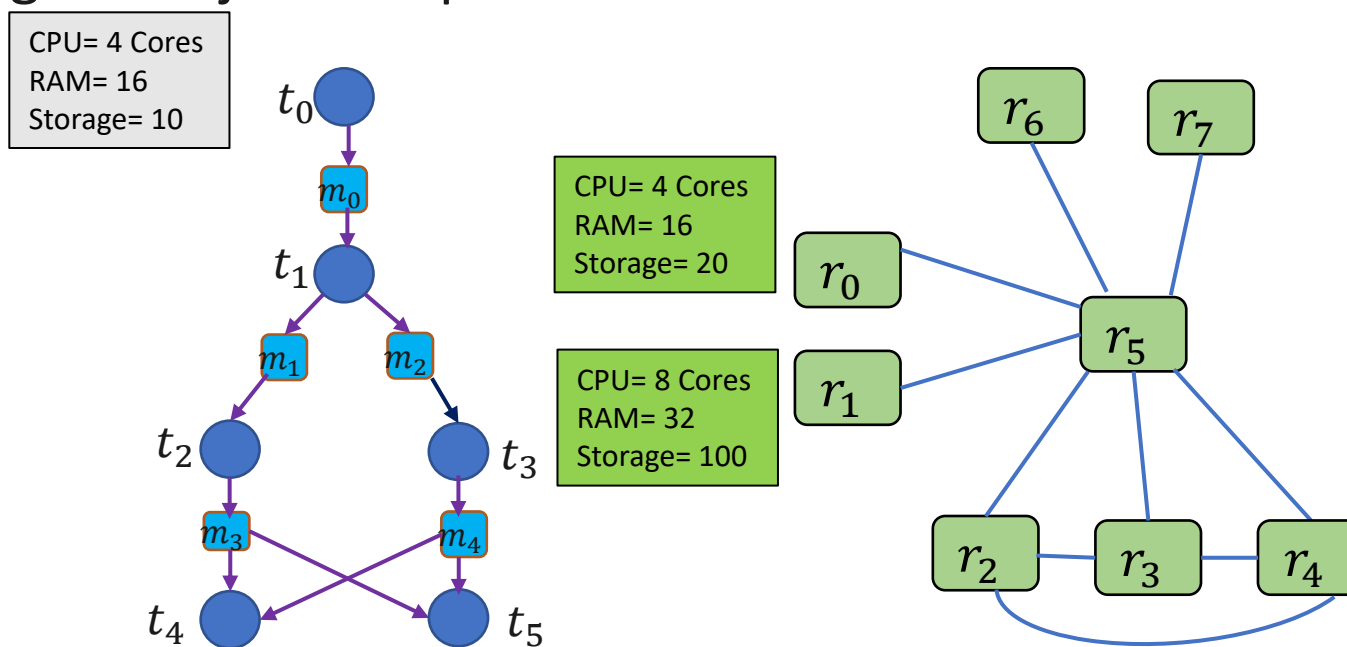 CPU= 4 Cores
RAM= 16
Storage= 10
t₀
m₀
t₁
m₁
m₂
t₂
t₃
m₃
m₄
t₄
t₅
CPU= 4 Cores
RAM= 16
Storage= 20
CPU= 8 Cores
RAM= 32
Storage= 100
r₆
r₇
r₀
r₅
r₁
r₂
r₃
r₄